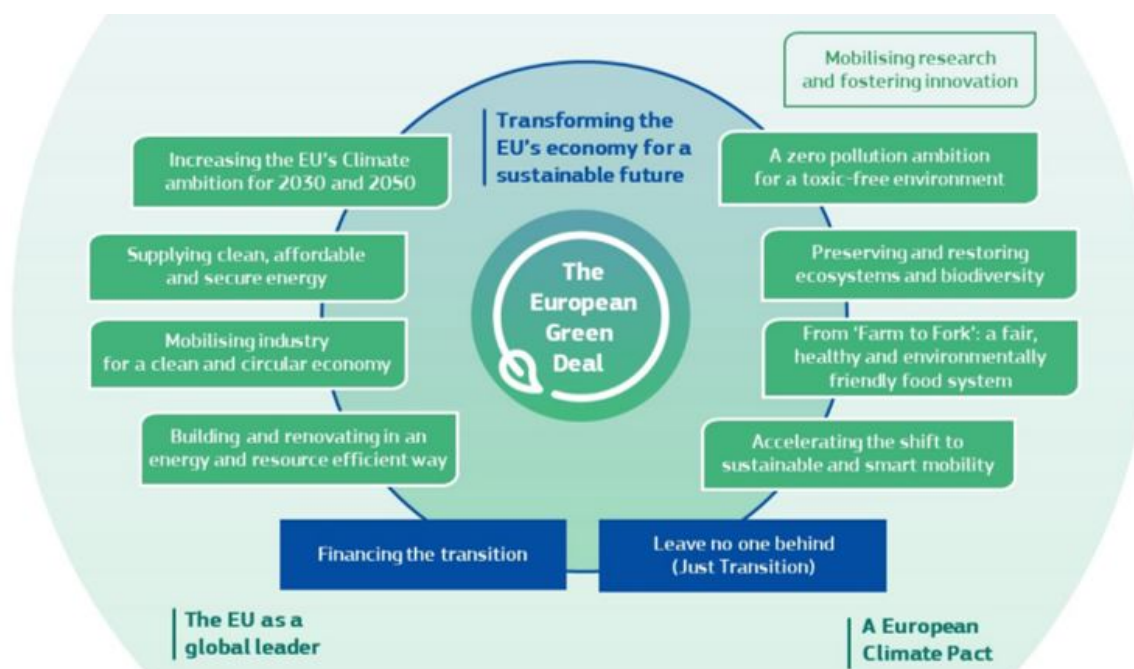 Mobilising research
and fostering innovation
Transforming the
EU's economy for a
sustainable future
Increasing the EU's Climate
ambition for 2030 and 2050
A zero pollution ambition
for a toxic-free environment
Supplying clean, affordable
and secure energy
Preserving and restoring
ecosystems and biodiversity
The
European
Green
Deal
Mobilising industry
for a clean and circular economy
From 'Farm to Fork': a fair,
healthy and environmentally
friendly food system
Building and renovating in an
energy and resource efficient way
Accelerating the shift to
sustainable and smart mobility
Financing the transition
Leave no one behind
(Just Transition)
The EU as a
global leader
A European
Climate Pact